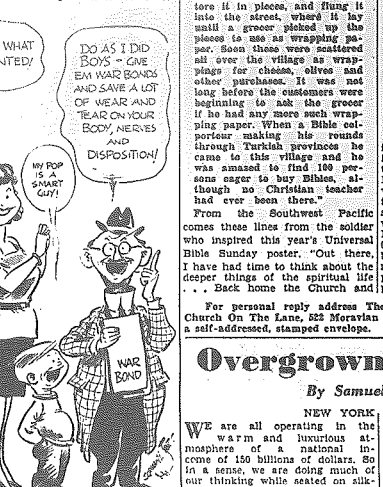 WHAT
NTED!
DO AS I DID
BOYS - GIVE
EM WAR BONDS
AND SAVE A LOT
OF WEAR AND
TEAR ON YOUR
BODY, NERVES
AND
DISPOSITION!
MY POP
IS A
SMART
GUY!
WAR
BOND
tore it in pieces, and flung it
into the street, where it lay
until a grocer picked up the
pieces to use as wrapping pa-
per. Soon these were scattered
all over the village as wrap-
pings for cheese, olives and
other purchases. It was not
long before the customers were
beginning to ask the grocer
if he had any more such wrap-
ping paper. When a Bible col-
porteur making his rounds
through Turkish provinces he
came to this village and he
was amazed to find 100 per-
sons eager to buy Bibles, al-
though no Christian teacher
had ever been there."
From the Southwest Pacific
comes these lines from the soldier
who inspired this year's Universal
Bible Sunday poster. "Out there,
I have had time to think about the
deeper things of the spiritual life
. . . Back home the Church and
For personal reply address The
Church On The Lane, 522 Moravian
a self-addressed, stamped envelope.
Overgrown
By Samuel
NEW YORK
WE are all operating in the
warm and luxurious at-
mosphere of a national in-
come of 150 billions of dollars. So
in a sense, we are doing much of
our thinking while seated on silk-